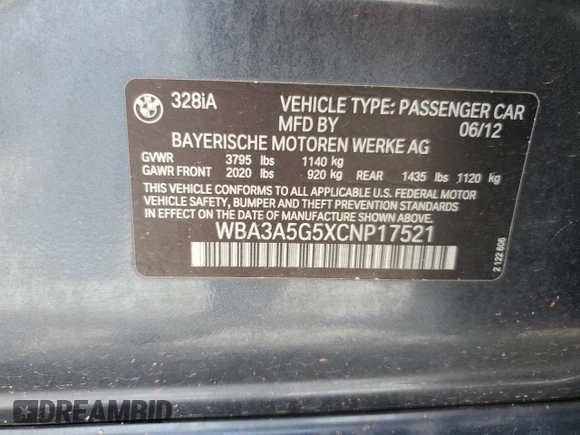 BMW
328iA VEHICLE TYPE: PASSENGER CAR
MFD BY 06/12
BAYERISCHE MOTOREN WERKE AG
GVWR 3795 lbs 1140 kg
GAWR FRONT 2020 lbs 920 kg REAR 1435 lbs 1120 kg
THIS VEHICLE CONFORMS TO ALL APPLICABLE U.S. FEDERAL MOTOR
VEHICLE SAFETY, BUMPER AND THEFT PREVENTION STANDARDS
IN EFFECT ON THE DATE OF MANUFACTURE SHOWN ABOVE.
WBA3A5G5XCNP17521
2 122 606
DREAMBID